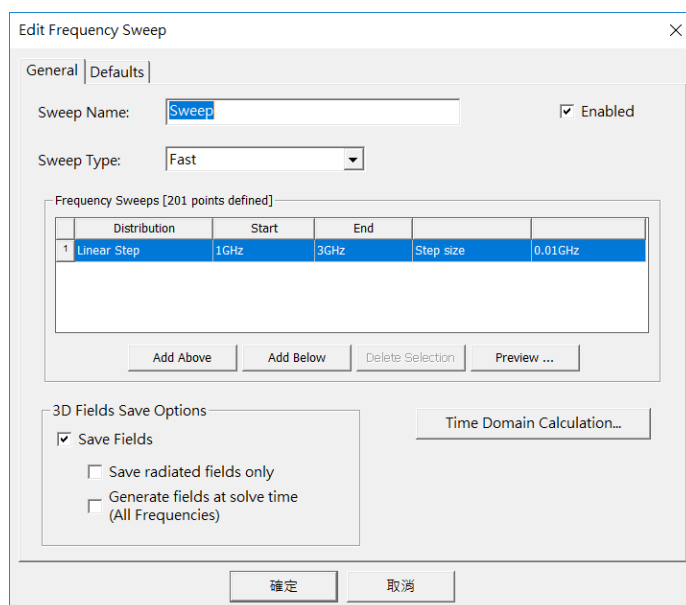 Edit Frequency Sweep
General Defaults
Sweep Name: Sweep Enabled
Sweep Type: Fast
Frequency Sweeps [201 points defined]
Distribution Start End
1 Linear Step 1GHz 3GHz Step size 0.01GHz
Add Above Add Below Delete Selection Preview ...
3D Fields Save Options
Time Domain Calculation...
Save Fields
Save radiated fields only
Generate fields at solve time
(All Frequencies)
確定 取消